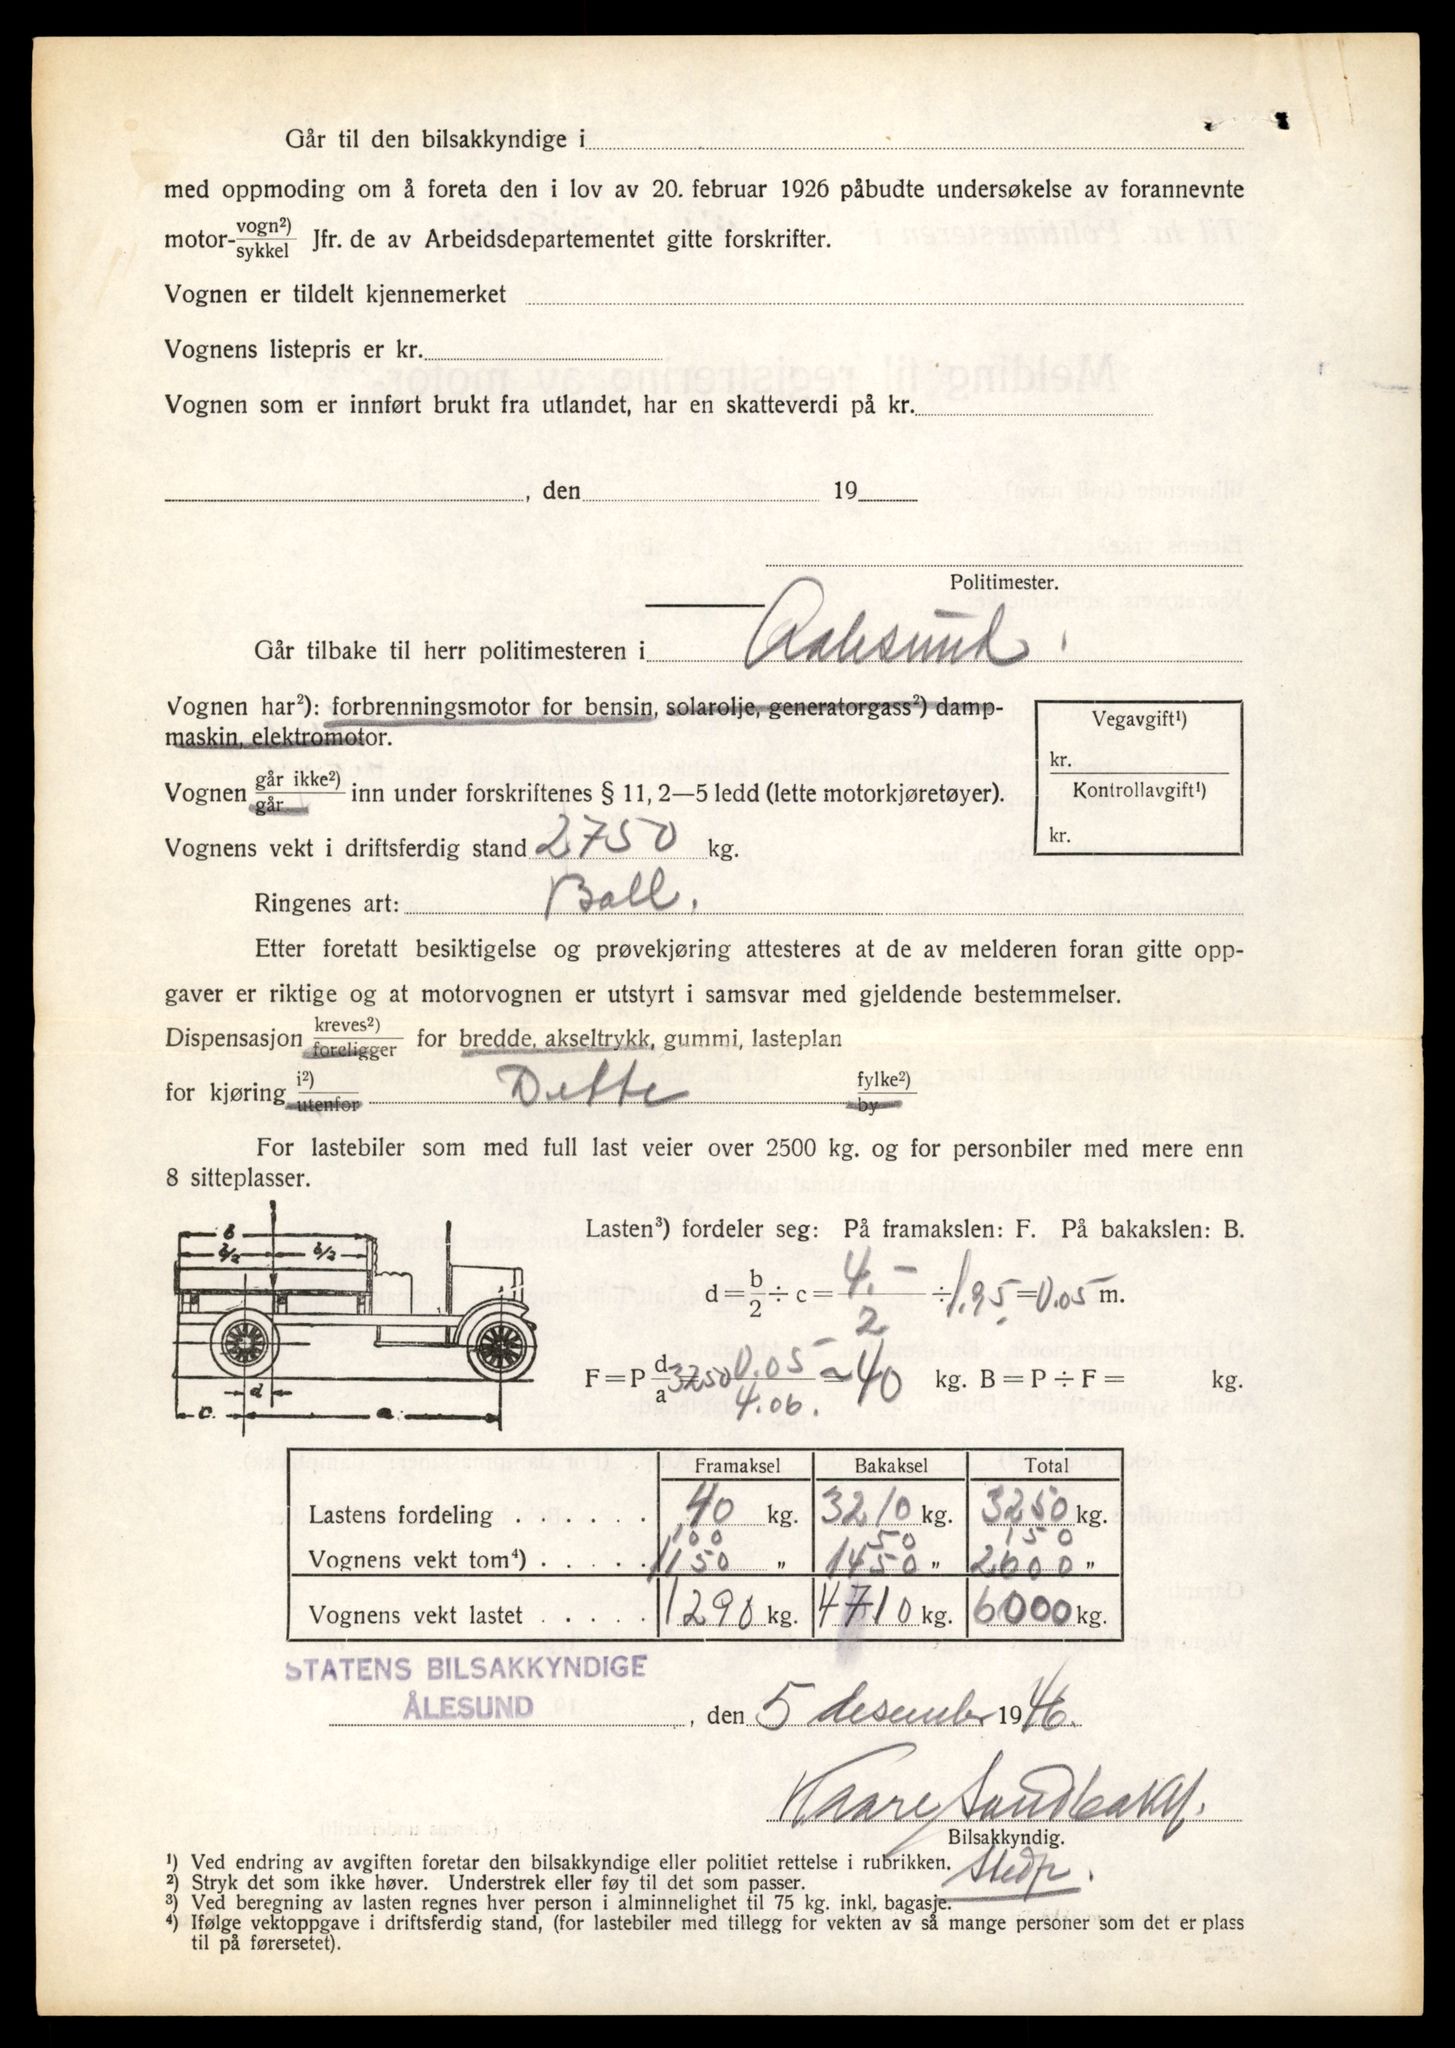 Går til den bilsakkyndige i
med oppmoding om å foreta den i lov av 20. februar 1926 påbudte undersøkelse av forannevnte
motor- vogn²) sykkel Jfr. de av Arbeidsdepartementet gitte forskrifter.
Vognen er tildelt kjennemerket
Vognens listepris er kr.
Vognen som er innført brukt fra utlandet, har en skatteverdi på kr.
, den 19
Politimester.
Går tilbake til herr politimesteren i Aalesund.
Vognen har²): forbrenningsmotor for bensin, solarolje, generatorgass²) damp-
maskin, elektromotor.
Vegavgift¹)
kr.
Kontrollavgift¹)
kr.
Vognen går ikke²) går inn under forskriftenes § 11, 2—5 ledd (lette motorkjøretøyer).
Vognens vekt i driftsferdig stand 2750 kg.
Ringenes art: Ball.
Etter foretatt besiktigelse og prøvekjøring attesteres at de av melderen foran gitte opp-
gaver er riktige og at motorvognen er utstyrt i samsvar med gjeldende bestemmelser.
Dispensasjon kreves²) foreligger for bredde, akseltrykk, gummi, lasteplan
for kjøring i²) utenfor Dette fylke²) by
For lastebiler som med full last veier over 2500 kg. og for personbiler med mere enn
8 sitteplasser.
b
b/2 b/2
d
c. a.
Lasten³) fordeler seg: På framakslen: F. På bakakslen: B.
d = b/2 ÷ c = 4.–/2 ÷ 1.95 = 0.05 m.
F = P d/a 3250 0.05/4.06. = ~40 kg. B = P ÷ F = kg.
Framaksel Bakaksel Total
Lastens fordeling . . . . . . 40 kg. 3210 kg. 3250 kg.
100 50 150
Vognens vekt tom⁴) . . . . . 1150 „ 1450 „ 2600 „
Vognens vekt lastet . . . . . 1290 kg. 4710 kg. 6000 kg.
STATENS BILSAKKYNDIGE
ÅLESUND
, den 5 desember 1946.
Kaare Sandbakk.
Bilsakkyndig.
¹) Ved endring av avgiften foretar den bilsakkyndige eller politiet rettelse i rubrikken.
²) Stryk det som ikke høver. Understrek eller føy til det som passer.
³) Ved beregning av lasten regnes hver person i alminnelighet til 75 kg. inkl. bagasje.
⁴) Ifølge vektoppgave i driftsferdig stand, (for lastebiler med tillegg for vekten av så mange personer som det er plass
til på førersetet).